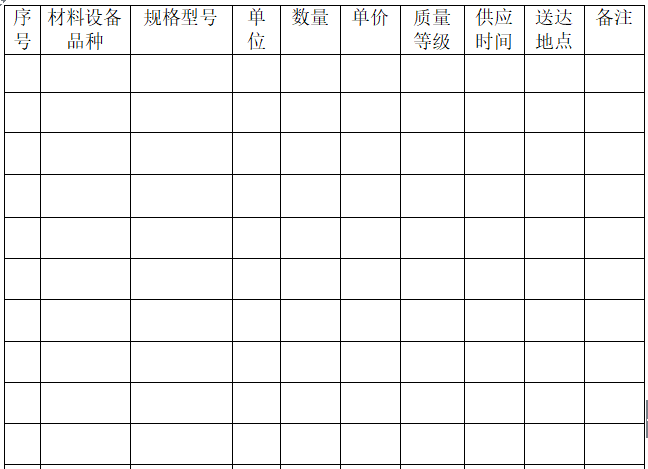 序号 材料设备品种 规格型号 单位 数量 单价 质量等级 供应时间 送达地点 备注